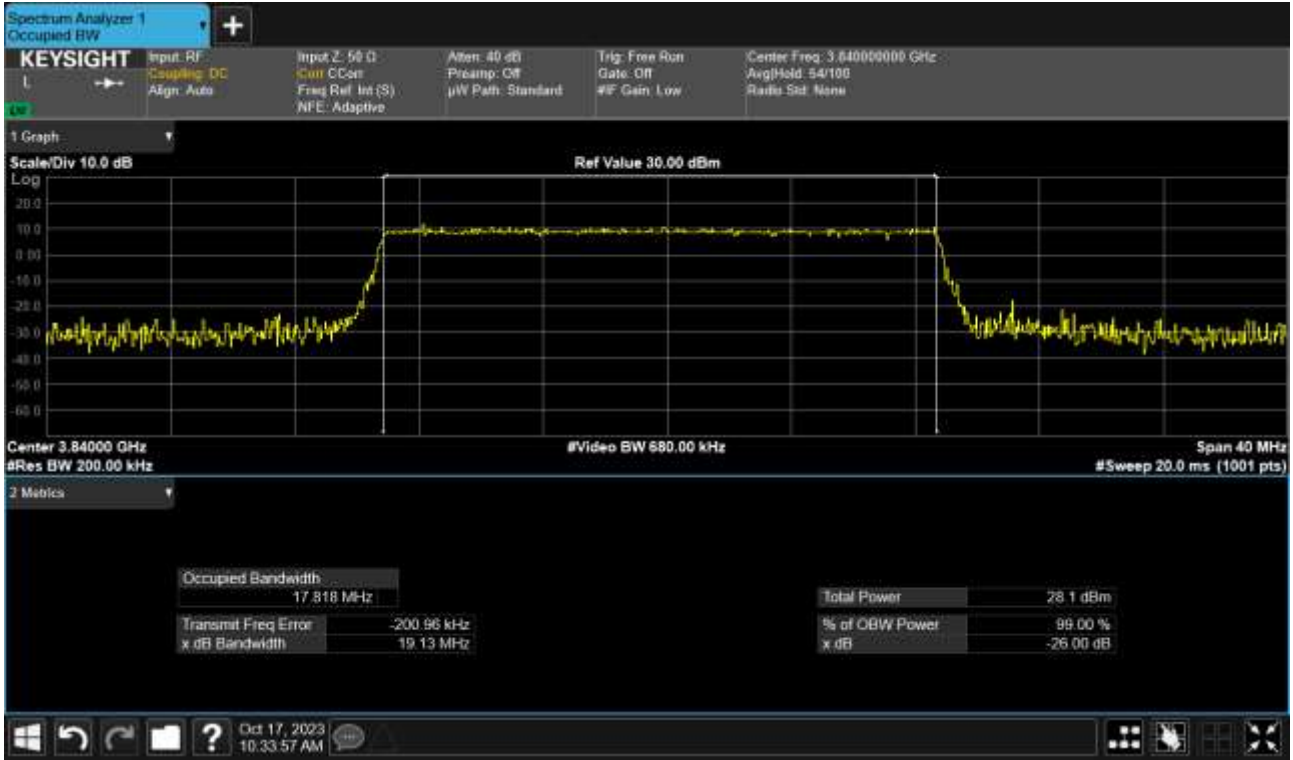 Spectrum Analyzer 1
Occupied BW
+
KEYSIGHT
L
Input: RF
Coupling: DC
Align: Auto
Input Z: 50 Ω
Corr CCorr
Freq Ref: Int (S)
NFE: Adaptive
Atten: 40 dB
Preamp: Off
µW Path: Standard
Trig: Free Run
Gate: Off
#IF Gain: Low
Center Freq: 3.840000000 GHz
Avg|Hold: 54/100
Radio Std: None
1 Graph
Scale/Div 10.0 dB
Ref Value 30.00 dBm
Log
20.0
10.0
0.00
-10.0
-20.0
-30.0
-40.0
-50.0
-60.0
Center 3.84000 GHz
#Video BW 680.00 kHz
Span 40 MHz
#Res BW 200.00 kHz
#Sweep 20.0 ms (1001 pts)
2 Metrics
Occupied Bandwidth
17.818 MHz
Total Power 28.1 dBm
Transmit Freq Error -200.96 kHz
% of OBW Power 99.00 %
x dB Bandwidth 19.13 MHz
x dB -26.00 dB
?
Oct 17, 2023
10:33:57 AM